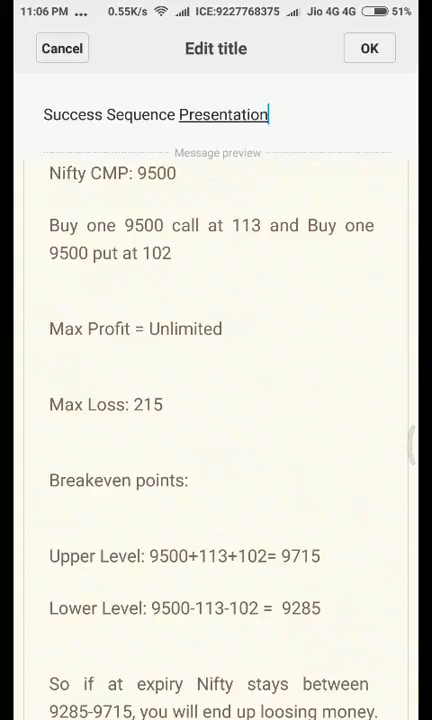 11:06 PM ... 0.55K/s ICE:9227768375 Jio 4G 4G 51%
Cancel Edit title OK
Success Sequence Presentation
Message preview
Nifty CMP: 9500
Buy one 9500 call at 113 and Buy one
9500 put at 102
Max Profit = Unlimited
Max Loss: 215
Breakeven points:
Upper Level: 9500+113+102= 9715
Lower Level: 9500-113-102 = 9285
So if at expiry Nifty stays between
9285-9715, you will end up loosing money.